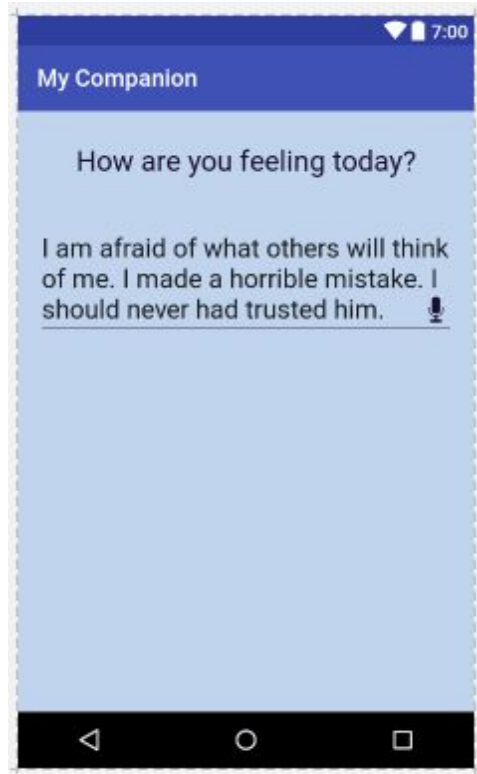 7:00
My Companion
How are you feeling today?
I am afraid of what others will think
of me. I made a horrible mistake. I
should never had trusted him.